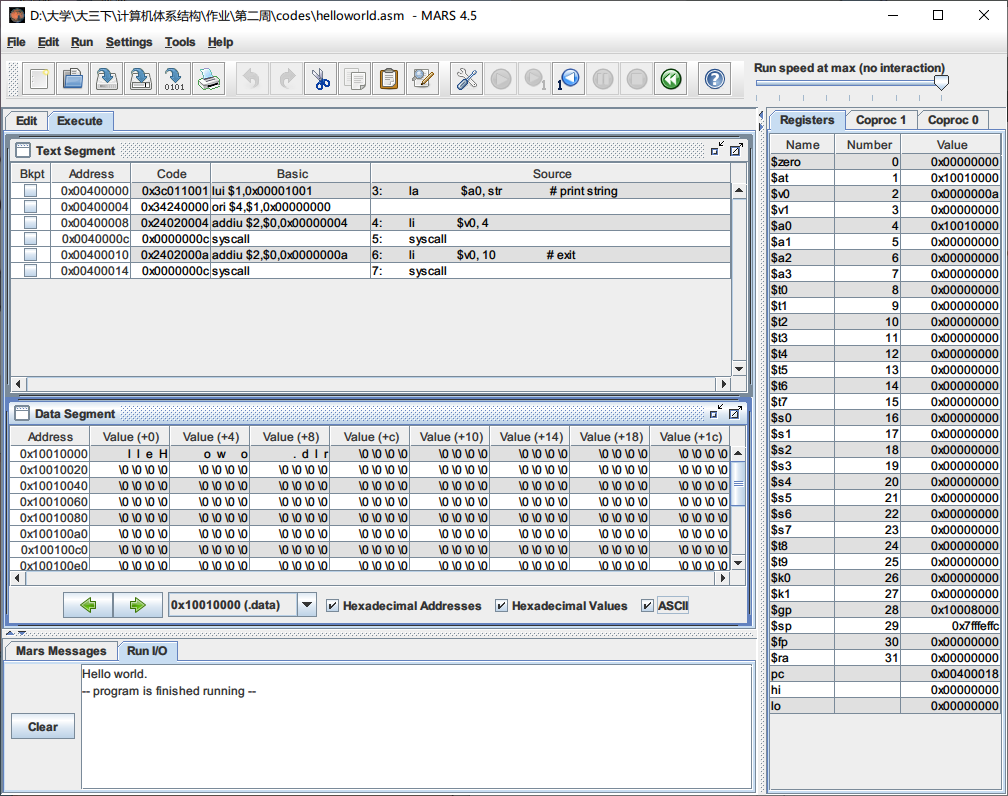 D:\大学\大三下\计算机体系结构\作业\第二周\codes\helloworld.asm - MARS 4.5
File Edit Run Settings Tools Help
Run speed at max (no interaction)
0101
1
1
Edit Execute
Text Segment
Bkpt Address Code Basic Source
0x00400000 0x3c011001 lui $1,0x00001001 3: la $a0, str # print string
0x00400004 0x34240000 ori $4,$1,0x00000000
0x00400008 0x24020004 addiu $2,$0,0x00000004 4: li $v0, 4
0x0040000c 0x0000000c syscall 5: syscall
0x00400010 0x2402000a addiu $2,$0,0x0000000a 6: li $v0, 10 # exit
0x00400014 0x0000000c syscall 7: syscall
Data Segment
Address Value (+0) Value (+4) Value (+8) Value (+c) Value (+10) Value (+14) Value (+18) Value (+1c)
0x10010000 l l e H o w o . d l r \0 \0 \0 \0 \0 \0 \0 \0 \0 \0 \0 \0 \0 \0 \0 \0 \0 \0 \0 \0
0x10010020 \0 \0 \0 \0 \0 \0 \0 \0 \0 \0 \0 \0 \0 \0 \0 \0 \0 \0 \0 \0 \0 \0 \0 \0 \0 \0 \0 \0 \0 \0 \0 \0
0x10010040 \0 \0 \0 \0 \0 \0 \0 \0 \0 \0 \0 \0 \0 \0 \0 \0 \0 \0 \0 \0 \0 \0 \0 \0 \0 \0 \0 \0 \0 \0 \0 \0
0x10010060 \0 \0 \0 \0 \0 \0 \0 \0 \0 \0 \0 \0 \0 \0 \0 \0 \0 \0 \0 \0 \0 \0 \0 \0 \0 \0 \0 \0 \0 \0 \0 \0
0x10010080 \0 \0 \0 \0 \0 \0 \0 \0 \0 \0 \0 \0 \0 \0 \0 \0 \0 \0 \0 \0 \0 \0 \0 \0 \0 \0 \0 \0 \0 \0 \0 \0
0x100100a0 \0 \0 \0 \0 \0 \0 \0 \0 \0 \0 \0 \0 \0 \0 \0 \0 \0 \0 \0 \0 \0 \0 \0 \0 \0 \0 \0 \0 \0 \0 \0 \0
0x100100c0 \0 \0 \0 \0 \0 \0 \0 \0 \0 \0 \0 \0 \0 \0 \0 \0 \0 \0 \0 \0 \0 \0 \0 \0 \0 \0 \0 \0 \0 \0 \0 \0
0x100100e0 \0 \0 \0 \0 \0 \0 \0 \0 \0 \0 \0 \0 \0 \0 \0 \0 \0 \0 \0 \0 \0 \0 \0 \0 \0 \0 \0 \0 \0 \0 \0 \0
0x10010000 (.data) Hexadecimal Addresses Hexadecimal Values ASCII
Mars Messages Run I/O
Hello world.
-- program is finished running --
Clear
Registers Coproc 1 Coproc 0
Name Number Value
$zero 0 0x00000000
$at 1 0x10010000
$v0 2 0x0000000a
$v1 3 0x00000000
$a0 4 0x10010000
$a1 5 0x00000000
$a2 6 0x00000000
$a3 7 0x00000000
$t0 8 0x00000000
$t1 9 0x00000000
$t2 10 0x00000000
$t3 11 0x00000000
$t4 12 0x00000000
$t5 13 0x00000000
$t6 14 0x00000000
$t7 15 0x00000000
$s0 16 0x00000000
$s1 17 0x00000000
$s2 18 0x00000000
$s3 19 0x00000000
$s4 20 0x00000000
$s5 21 0x00000000
$s6 22 0x00000000
$s7 23 0x00000000
$t8 24 0x00000000
$t9 25 0x00000000
$k0 26 0x00000000
$k1 27 0x00000000
$gp 28 0x10008000
$sp 29 0x7fffeffc
$fp 30 0x00000000
$ra 31 0x00000000
pc 0x00400018
hi 0x00000000
lo 0x00000000